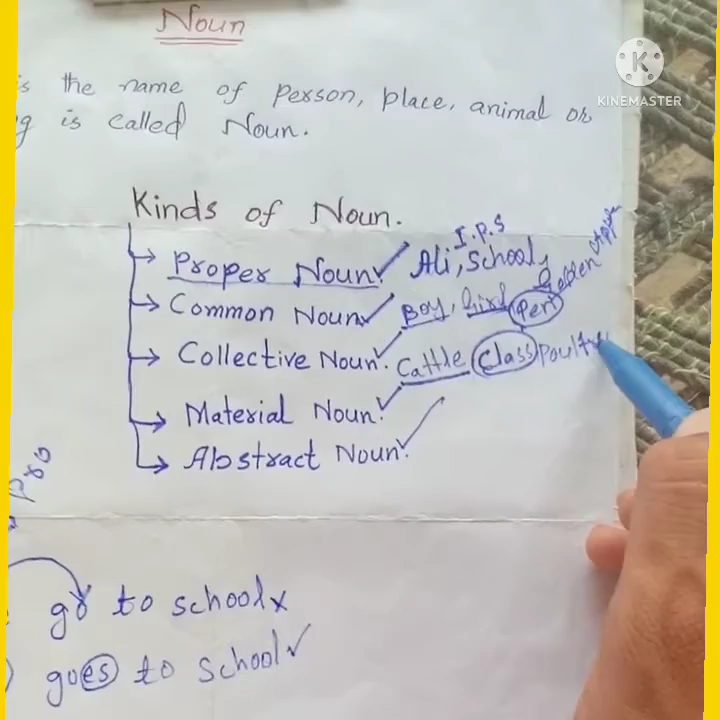 Noun
is the name of person, place, animal or
g is called Noun.
KINEMASTER
Kinds of Noun.
I.P.S
Proper Noun Ali, School,
Common Noun Boy, Girl Pen
Collective Noun. Cattle Class Poultry
Material Noun.
Abstract Noun.
Pro
go to school x
goes to school ✓